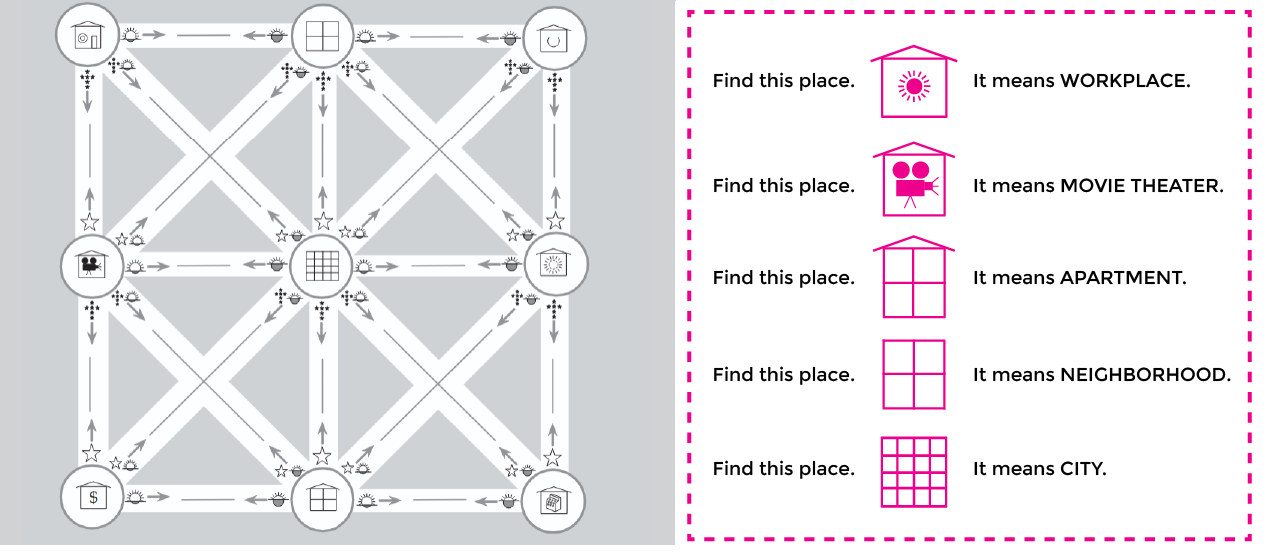 $
Find this place. It means WORKPLACE.
Find this place. It means MOVIE THEATER.
Find this place. It means APARTMENT.
Find this place. It means NEIGHBORHOOD.
Find this place. It means CITY.